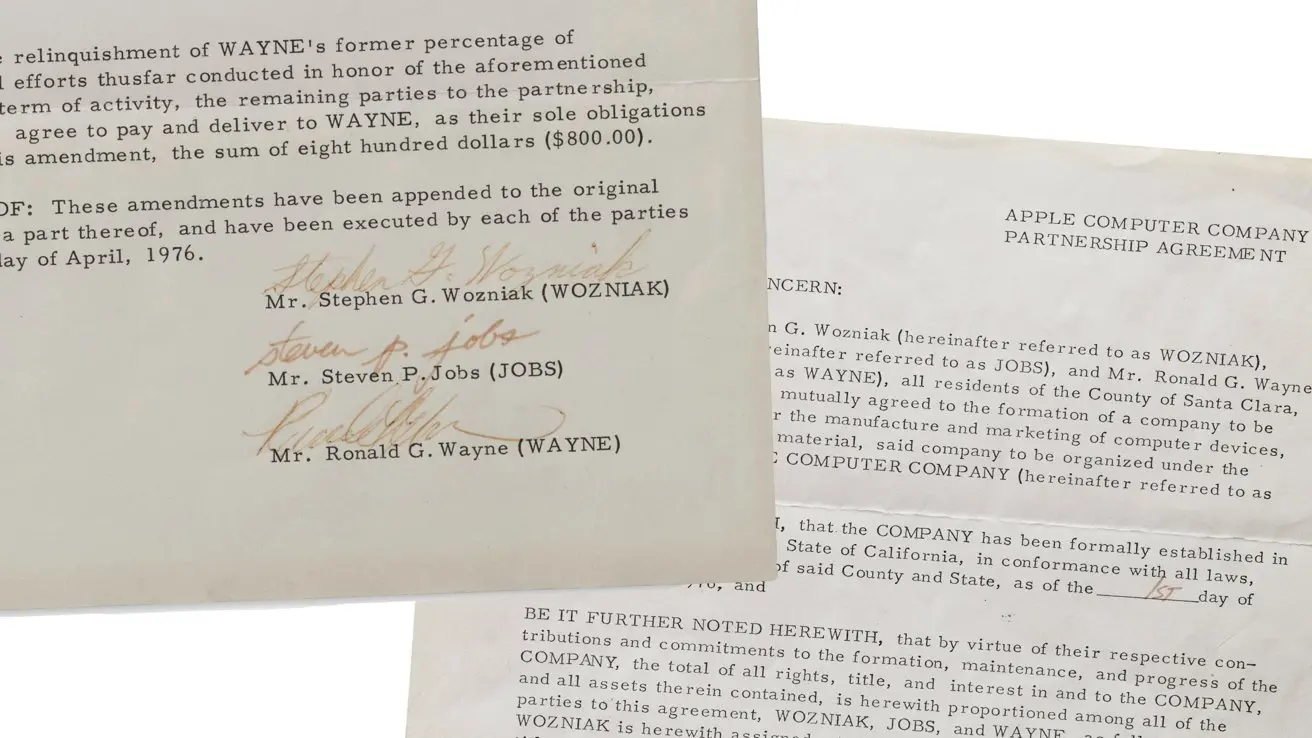 relinquishment of WAYNE's former percentage of
efforts thusfar conducted in honor of the aforementioned
term of activity, the remaining parties to the partnership,
agree to pay and deliver to WAYNE, as their sole obligations
is amendment, the sum of eight hundred dollars ($800.00).
OF: These amendments have been appended to the original
a part thereof, and have been executed by each of the parties
day of April, 1976.
Stephen G. Wozniak
Mr. Stephen G. Wozniak (WOZNIAK)
steven p. jobs
Mr. Steven P. Jobs (JOBS)
Mr. Ronald G. Wayne (WAYNE)
APPLE COMPUTER COMPANY
PARTNERSHIP AGREEMENT
NCERN:
n G. Wozniak (hereinafter referred to as WOZNIAK),
einafter referred to as JOBS), and Mr. Ronald G. Wayne
as WAYNE), all residents of the County of Santa Clara,
mutually agreed to the formation of a company to be
r the manufacture and marketing of computer devices,
material, said company to be organized under the
COMPUTER COMPANY (hereinafter referred to as
, that the COMPANY has been formally established in
State of California, in conformance with all laws,
of said County and State, as of the 1ST day of
and
BE IT FURTHER NOTED HEREWITH, that by virtue of their respective con-
tributions and commitments to the formation, maintenance, and progress of the
COMPANY, the total of all rights, title, and interest in and to the COMPANY,
and all assets therein contained, is herewith proportioned among all of the
parties to this agreement, WOZNIAK, JOBS, and WAYNE,
WOZNIAK is herewith